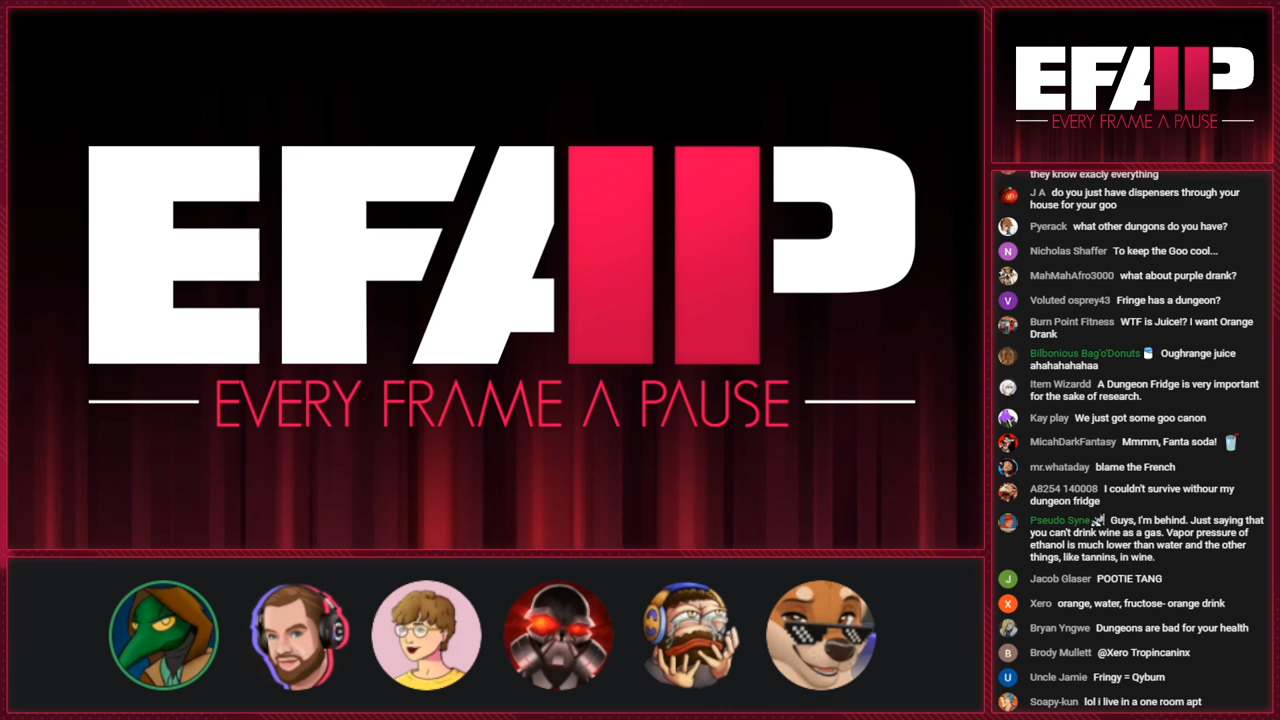 EFAP
EVERY FRAME A PAUSE
EFAP
EVERY FRAME A PAUSE
they know exacly everything
J A do you just have dispensers through your
house for your goo
Pyerack what other dungons do you have?
N
Nicholas Shaffer To keep the Goo cool...
MahMahAfro3000 what about purple drank?
V
Voluted osprey43 Fringe has a dungeon?
Burn Point Fitness WTF is Juice!? I want Orange
Drank
Bilbonious Bag'o'Donuts Oughrange juice
ahahahahahaa
Item Wizardd A Dungeon Fridge is very important
for the sake of research.
Kay play We just got some goo canon
MicahDarkFantasy Mmmm, Fanta soda!
mr.whataday blame the French
A8254 140008 I couldn't survive withour my
dungeon fridge
Pseudo Syne Guys, I'm behind. Just saying that
you can't drink wine as a gas. Vapor pressure of
ethanol is much lower than water and the other
things, like tannins, in wine.
J
Jacob Glaser POOTIE TANG
X
Xero orange, water, fructose- orange drink
Bryan Yngwe Dungeons are bad for your health
B
Brody Mullett @Xero Tropincaninx
U
Uncle Jamie Fringy = Qyburn
Soapy-kun lol i live in a one room apt